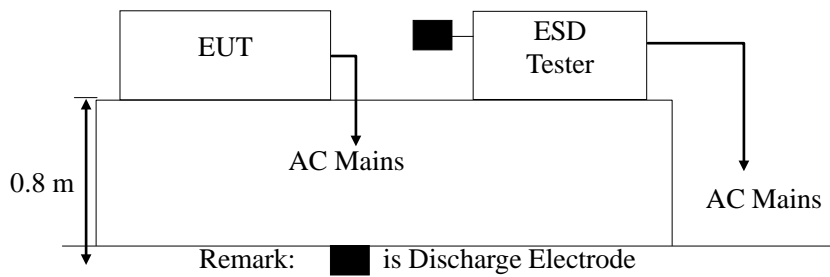 EUT
ESD
Tester
AC Mains
0.8 m
AC Mains
Remark: is Discharge Electrode